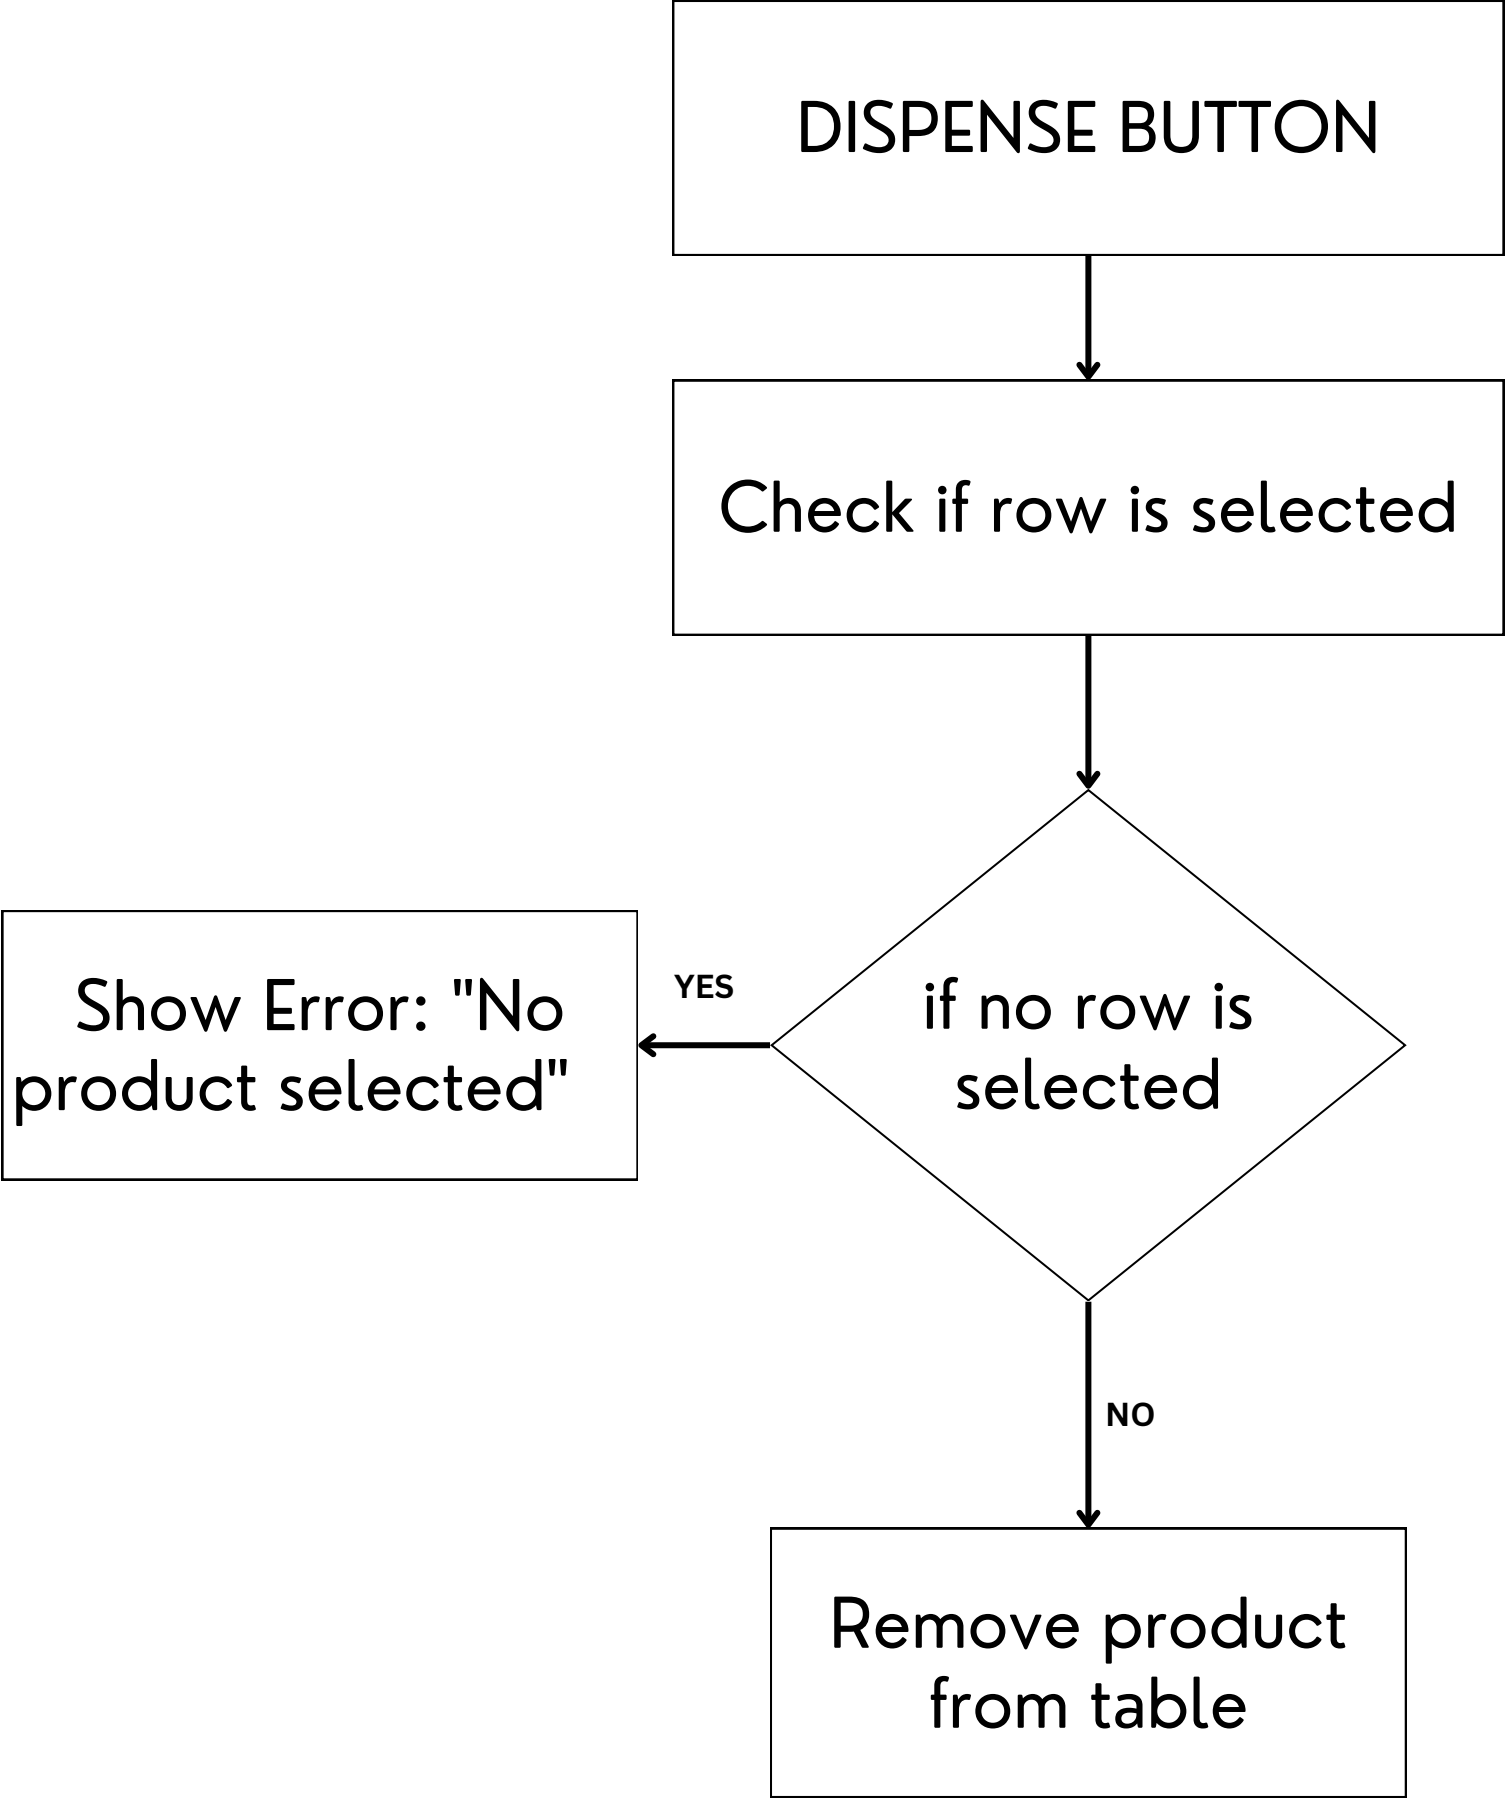 DISPENSE BUTTON
Check if row is selected
if no row is
selected
YES
Show Error: "No
product selected"
NO
Remove product
from table